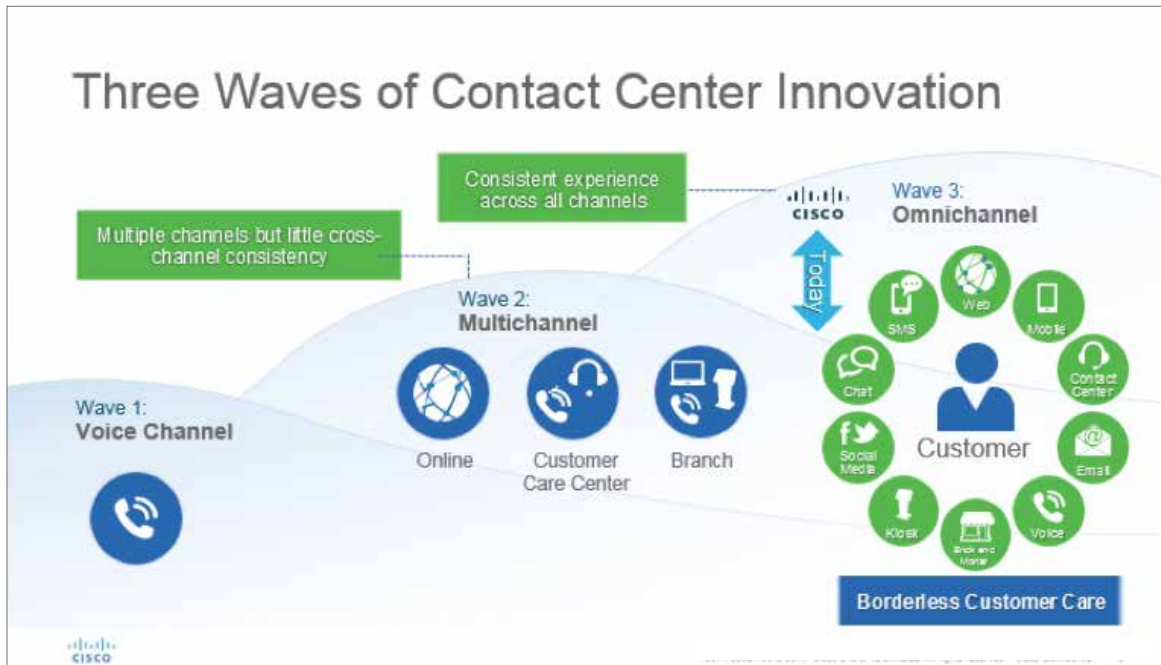 Three Waves of Contact Center Innovation
Consistent experience
across all channels
Multiple channels but little cross-
channel consistency
CISCO
Today
Wave 3:
Omnichannel
Wave 2:
Multichannel
Wave 1:
Voice Channel
Online
Customer
Care Center
Branch
Web
Mobile
Contact
Center
Email
Voice
Brick and
Mortar
Kiosk
Social
Media
Chat
SMS
Customer
Borderless Customer Care
CISCO